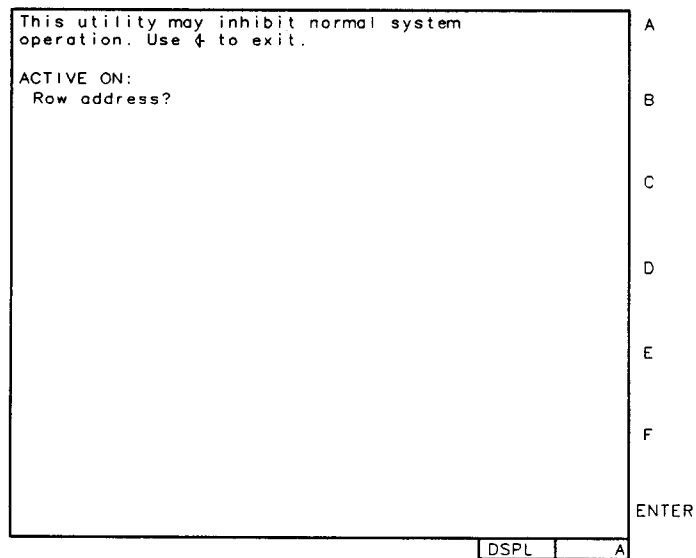 This utility may inhibit normal system
operation. Use ᛩ to exit.
ACTIVE ON:
Row address?
A
B
C
D
E
F
ENTER
DSPL A